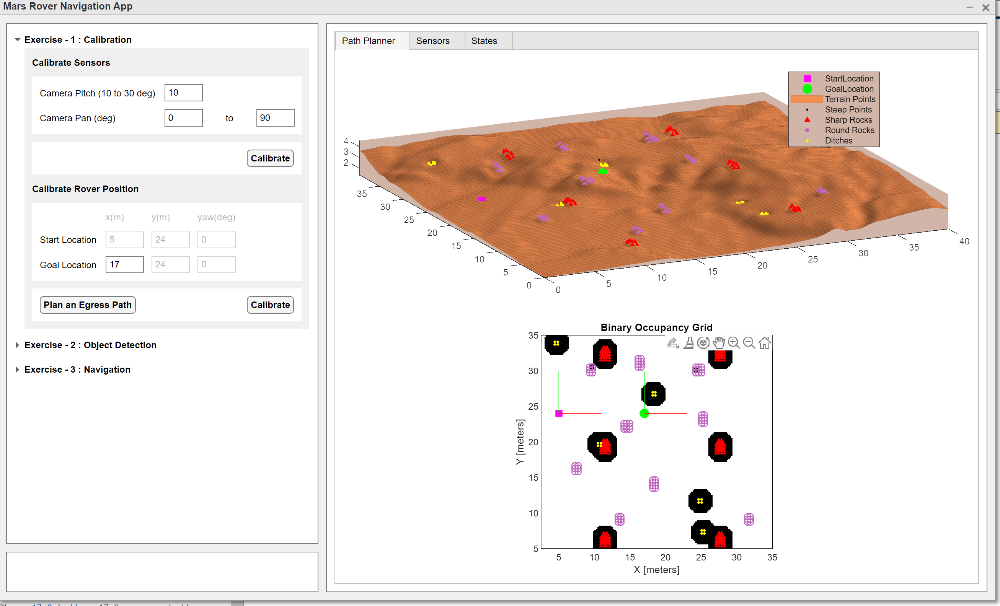 Mars Rover Navigation App
Exercise - 1 : Calibration
Calibrate Sensors
Camera Pitch (10 to 30 deg) 10
Camera Pan (deg) 0 to 90
Calibrate
Calibrate Rover Position
x(m) y(m) yaw(deg)
Start Location 5 24 0
Goal Location 17 24 0
Plan an Egress Path Calibrate
Exercise - 2 : Object Detection
Exercise - 3 : Navigation
Path Planner Sensors States
StartLocation
GoalLocation
Terrain Points
Steep Points
Sharp Rocks
Round Rocks
Ditches
4
3
2
35
30
25
20
15
10
5
0
0
5
10
15
20
25
30
35
40
Binary Occupancy Grid
35
30
25
20
15
10
5
Y [meters]
5 10 15 20 25 30 35
X [meters]